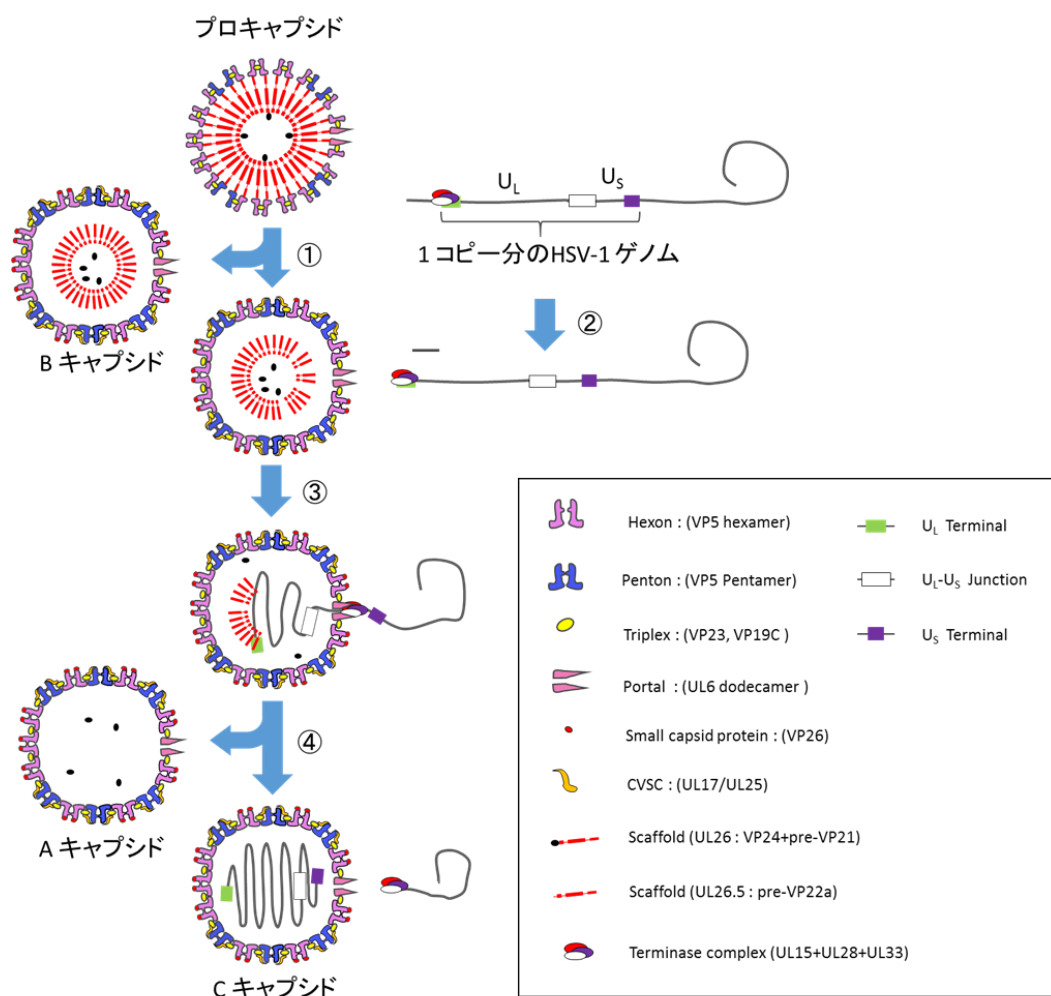 プロキャプシド
U_L
U_S
1コピー分のHSV-1ゲノム
①
②
Bキャプシド
③
④
Aキャプシド
Cキャプシド
Hexon : (VP5 hexamer)
U_L Terminal
Penton : (VP5 Pentamer)
U_L-U_S Junction
Triplex : (VP23, VP19C )
U_S Terminal
Portal : (UL6 dodecamer )
Small capsid protein : (VP26)
CVSC : (UL17/UL25)
Scaffold (UL26 : VP24+pre-VP21)
Scaffold (UL26.5 : pre-VP22a)
Terminase complex (UL15+UL28+UL33)